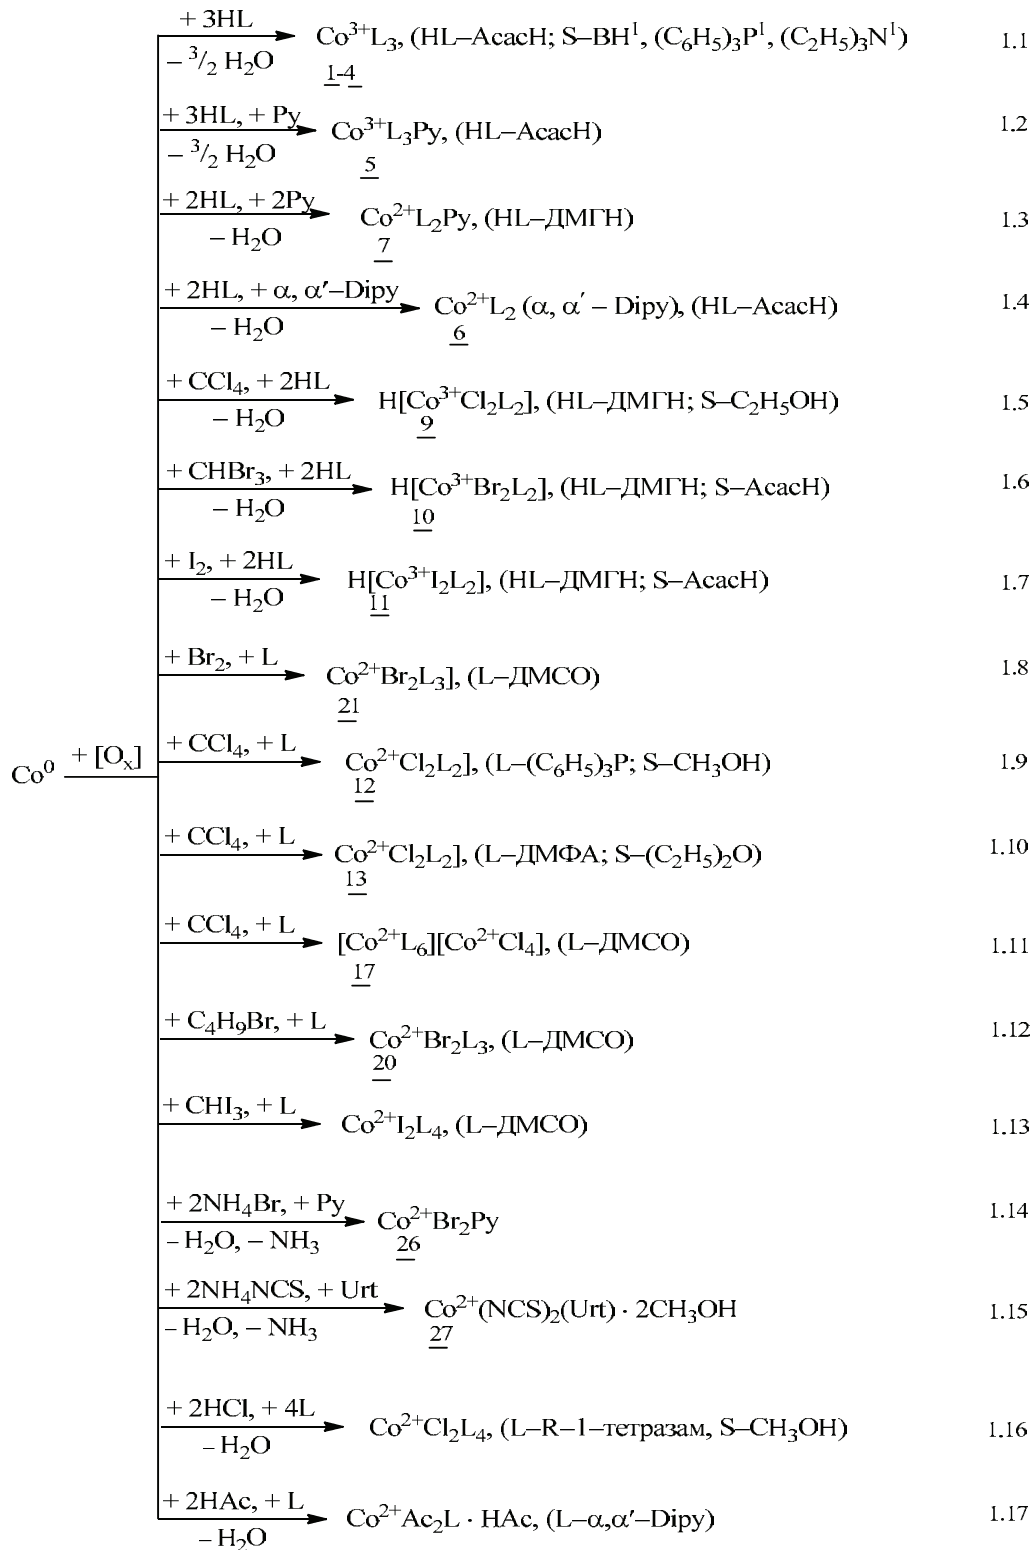 + 3HL
Co³⁺L₃, (HL–AcacH; S–BHᴵ, (C₆H₅)₃Pᴵ, (C₂H₅)₃Nᴵ) 1.1
– ³/₂ H₂O
1-4
+ 3HL, + Py
Co³⁺L₃Py, (HL–AcacH) 1.2
– ³/₂ H₂O
5
+ 2HL, + 2Py
Co²⁺L₂Py, (HL–ДМГН) 1.3
– H₂O
7
+ 2HL, + α, α′–Dipy
Co²⁺L₂ (α, α′ – Dipy), (HL–AcacH) 1.4
– H₂O
6
+ CCl₄, + 2HL
H[Co³⁺Cl₂L₂], (HL–ДМГН; S–C₂H₅OH) 1.5
– H₂O
9
+ CHBr₃, + 2HL
H[Co³⁺Br₂L₂], (HL–ДМГН; S–AcacH) 1.6
– H₂O
10
+ I₂, + 2HL
H[Co³⁺I₂L₂], (HL–ДМГН; S–AcacH) 1.7
– H₂O
11
+ Br₂, + L
Co²⁺Br₂L₃], (L–ДМСО) 1.8
21
Co⁰ + [Oₓ]
+ CCl₄, + L
Co²⁺Cl₂L₂], (L–(C₆H₅)₃P; S–CH₃OH) 1.9
12
+ CCl₄, + L
Co²⁺Cl₂L₂], (L–ДМФА; S–(C₂H₅)₂O) 1.10
13
+ CCl₄, + L
[Co²⁺L₆][Co²⁺Cl₄], (L–ДМСО) 1.11
17
+ C₄H₉Br, + L
Co²⁺Br₂L₃, (L–ДМСО) 1.12
20
+ CHI₃, + L
Co²⁺I₂L₄, (L–ДМСО) 1.13
+ 2NH₄Br, + Py
Co²⁺Br₂Py 1.14
– H₂O, – NH₃
26
+ 2NH₄NCS, + Urt
Co²⁺(NCS)₂(Urt) · 2CH₃OH 1.15
– H₂O, – NH₃
27
+ 2HCl, + 4L
Co²⁺Cl₂L₄, (L–R–1–тетразам, S–CH₃OH) 1.16
– H₂O
+ 2HAc, + L
Co²⁺Ac₂L · HAc, (L–α,α′–Dipy) 1.17
– H₂O